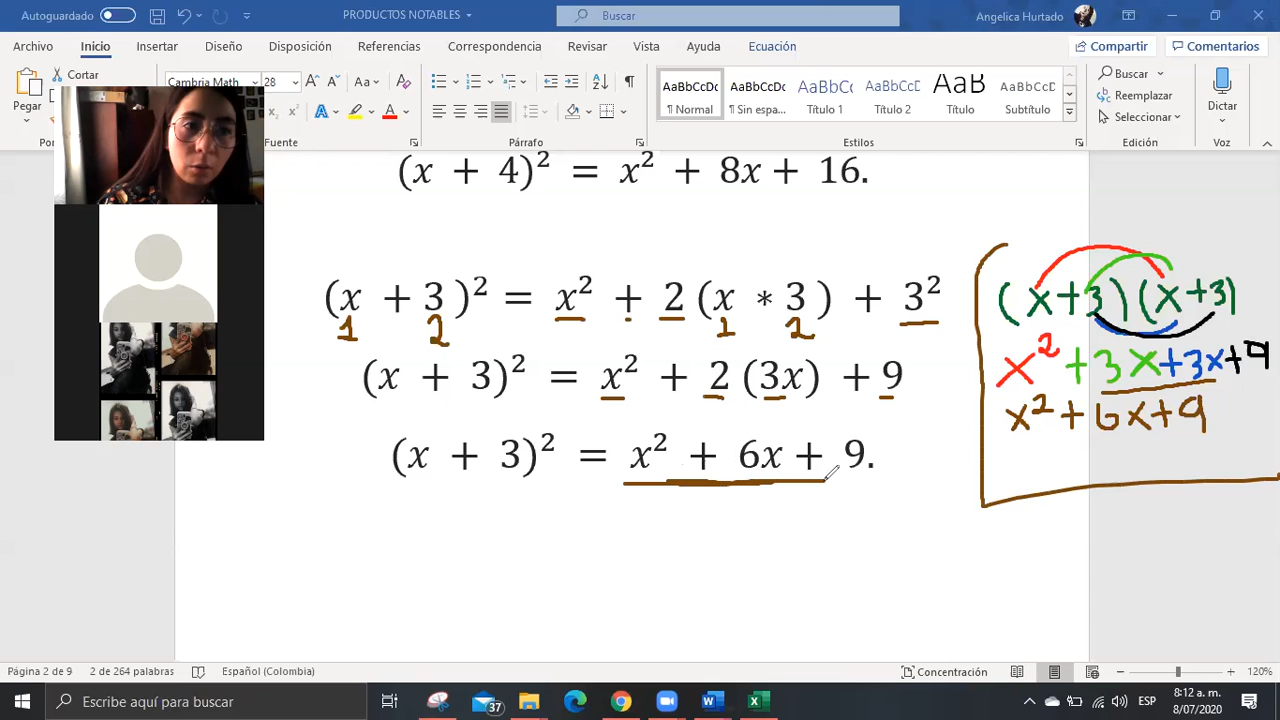 Autoguardado
PRODUCTOS NOTABLES
Buscar
Angelica Hurtado
Archivo Inicio Insertar Diseño Disposición Referencias Correspondencia Revisar Vista Ayuda Ecuación
Compartir Comentarios
Pegar
Cortar
Cambria Math 28
Fuente
Párrafo
AaBbCcDc AaBbCcDc AaBbCc AaBbCcD AaB AaBbCcD
¶ Normal ¶ Sin espa... Título 1 Título 2 Título Subtítulo
Estilos
Buscar
Reemplazar
Seleccionar
Edición
Dictar
Voz
(x + 4)² = x² + 8x + 16.
(x + 3 )² = x² + 2 (x ∗ 3 ) + 3²
1 2 1 2
(x + 3)² = x² + 2 (3x) + 9
(x + 3)² = x² + 6x + 9.
(x+3)(x+3)
x² +3x+3x+9
x²+6x+9
Página 2 de 9 2 de 264 palabras Español (Colombia)
Concentración
120%
Escribe aquí para buscar
37
ESP
8:12 a. m.
8/07/2020